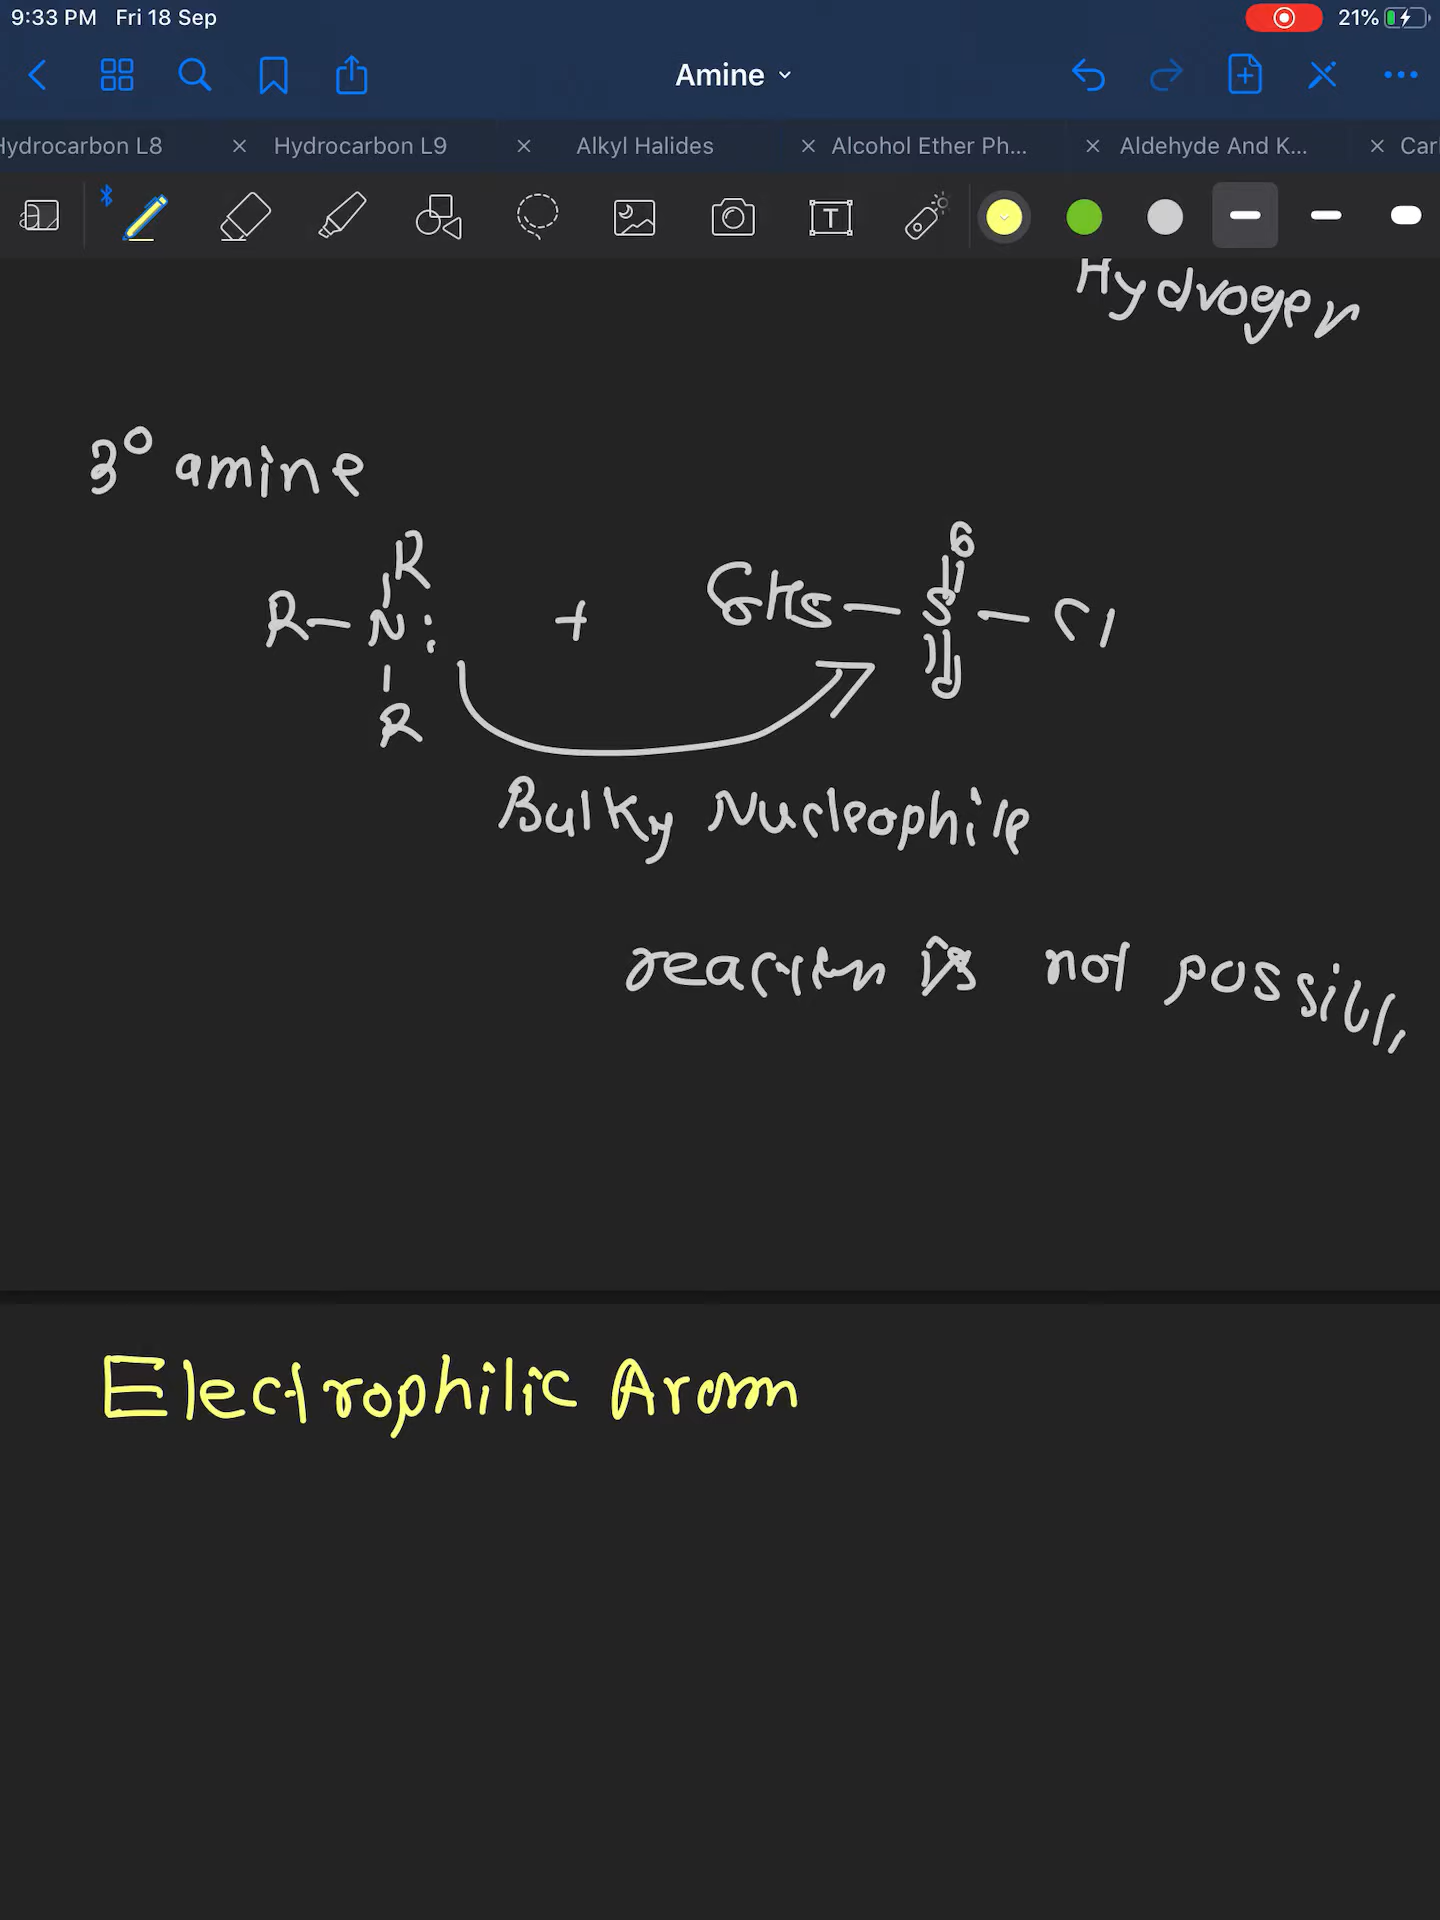 9:33 PM Fri 18 Sep 21%
Amine
Hydrocarbon L8 Hydrocarbon L9 Alkyl Halides Alcohol Ether Ph... Aldehyde And K... Car
T
Hydrogen
3° amine
R O
R–N: + C6H5–S–Cl
R O
Bulky Nucleophile
reaction is not
Electrophilic Arom